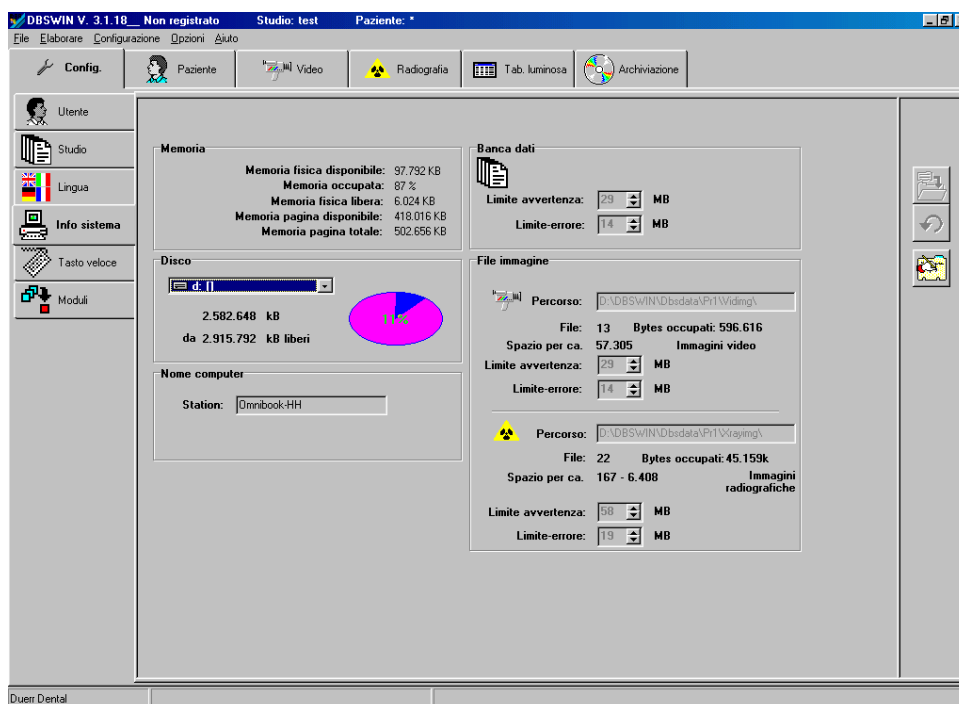 DBSWIN V. 3.1.18__ Non registrato Studio: test Paziente: *
File Elaborare Configurazione Opzioni Aiuto
Config. Paziente Video Radiografia Tab. luminosa Archiviazione
Utente
Studio
Lingua
Info sistema
Tasto veloce
Moduli
Memoria
Memoria fisica disponibile: 97.792 KB
Memoria occupata: 87 %
Memoria fisica libera: 6.024 KB
Memoria pagina disponibile: 418.016 KB
Memoria pagina totale: 502.656 KB
Disco
d: []
2.582.648 kB
da 2.915.792 kB liberi
11%
Nome computer
Station: Omnibook-HH
Banca dati
Limite avvertenza: 29 MB
Limite-errore: 14 MB
File immagine
Percorso: D:\DBSWIN\Dbsdata\Pr1\Vidimg\
File: 13 Bytes occupati: 596.616
Spazio per ca. 57.305 Immagini video
Limite avvertenza: 29 MB
Limite-errore: 14 MB
Percorso: D:\DBSWIN\Dbsdata\Pr1\Xrayimg\
File: 22 Bytes occupati: 45.159k
Spazio per ca. 167 - 6.408 Immagini
radiografiche
Limite avvertenza: 58 MB
Limite-errore: 19 MB
Duerr Dental